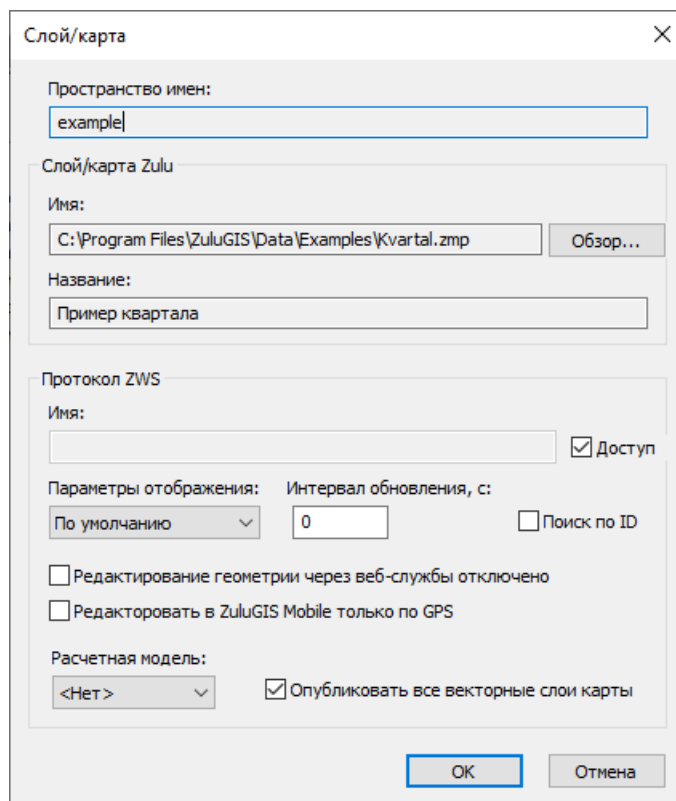 Слой/карта
Пространство имен:
example
Слой/карта Zulu
Имя:
C:\Program Files\ZuluGIS\Data\Examples\Kvartal.zmp
Обзор...
Название:
Пример квартала
Протокол ZWS
Имя:
Доступ
Параметры отображения: Интервал обновления, с:
По умолчанию 0 Поиск по ID
Редактирование геометрии через веб-службы отключено
Редакторовать в ZuluGIS Mobile только по GPS
Расчетная модель:
<Нет> Опубликовать все векторные слои карты
OK Отмена